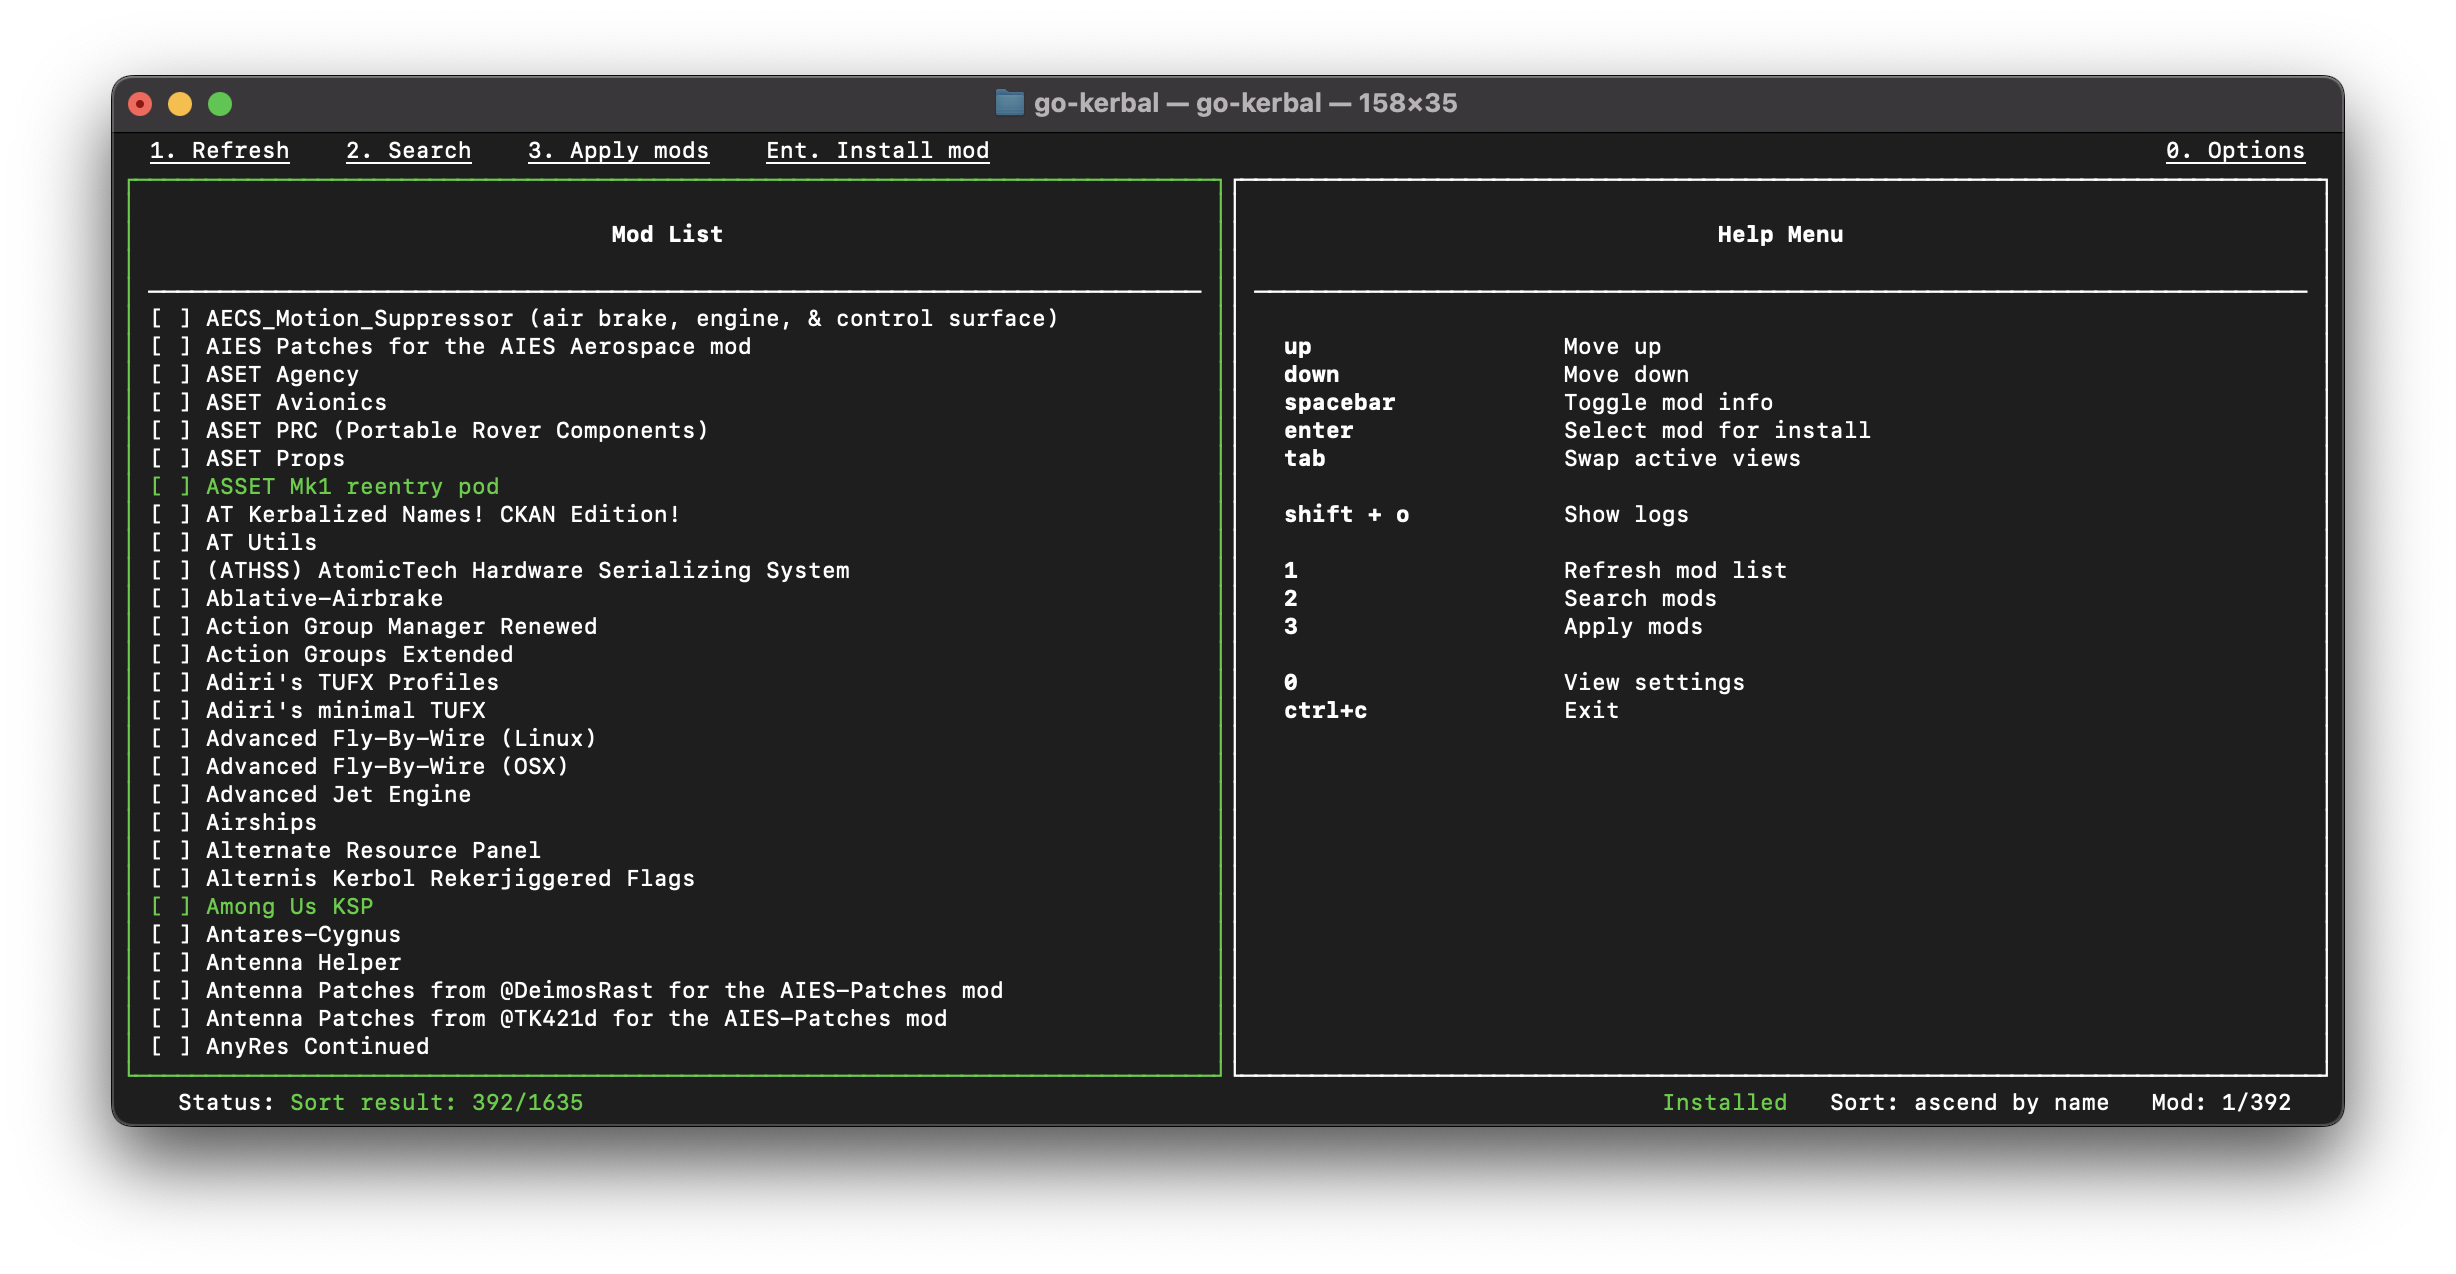 go-kerbal — go-kerbal — 158×35
1. Refresh    2. Search    3. Apply mods    Ent. Install mod    0. Options
Mod List
[ ] AECS_Motion_Suppressor (air brake, engine, & control surface)
[ ] AIES Patches for the AIES Aerospace mod
[ ] ASET Agency
[ ] ASET Avionics
[ ] ASET PRC (Portable Rover Components)
[ ] ASET Props
[ ] ASSET Mk1 reentry pod
[ ] AT Kerbalized Names! CKAN Edition!
[ ] AT Utils
[ ] (ATHSS) AtomicTech Hardware Serializing System
[ ] Ablative-Airbrake
[ ] Action Group Manager Renewed
[ ] Action Groups Extended
[ ] Adiri's TUFX Profiles
[ ] Adiri's minimal TUFX
[ ] Advanced Fly-By-Wire (Linux)
[ ] Advanced Fly-By-Wire (OSX)
[ ] Advanced Jet Engine
[ ] Airships
[ ] Alternate Resource Panel
[ ] Alternis Kerbol Rekerjiggered Flags
[ ] Among Us KSP
[ ] Antares-Cygnus
[ ] Antenna Helper
[ ] Antenna Patches from @DeimosRast for the AIES-Patches mod
[ ] Antenna Patches from @TK421d for the AIES-Patches mod
[ ] AnyRes Continued
Help Menu
up    Move up
down    Move down
spacebar    Toggle mod info
enter    Select mod for install
tab    Swap active views
shift + o    Show logs
1    Refresh mod list
2    Search mods
3    Apply mods
0    View settings
ctrl+c    Exit
Status: Sort result: 392/1635    Installed    Sort: ascend by name    Mod: 1/392